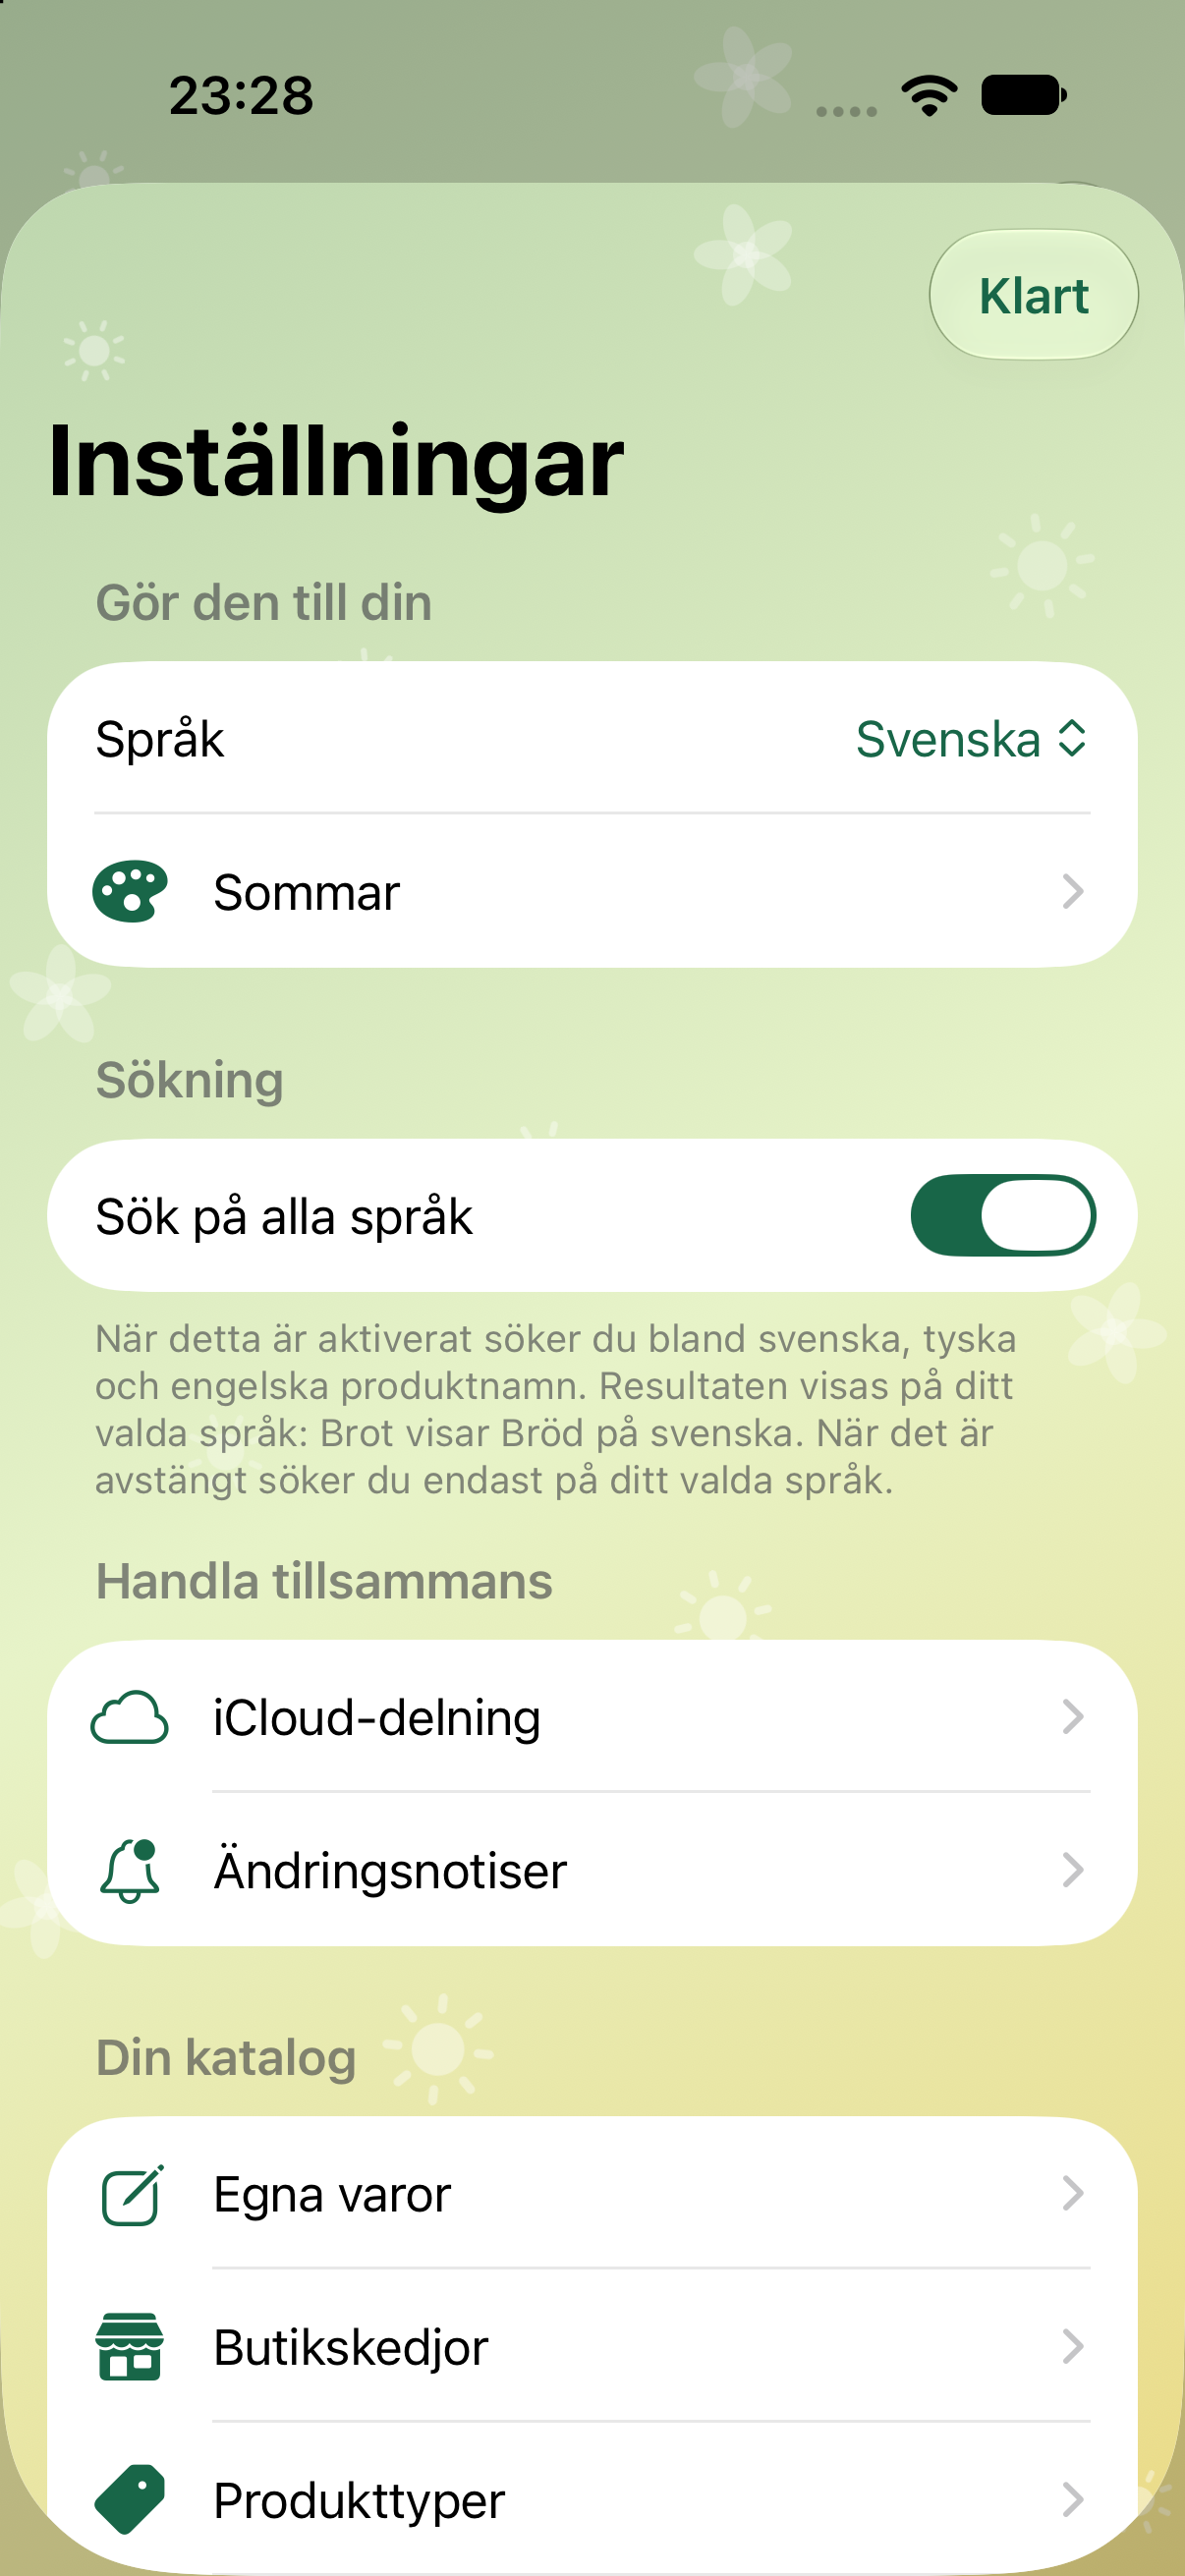 23:28
Klart
Inställningar
Gör den till din
Språk
Svenska
Sommar
Sökning
Sök på alla språk
När detta är aktiverat söker du bland svenska, tyska
och engelska produktnamn. Resultaten visas på ditt
valda språk: Brot visar Bröd på svenska. När det är
avstängt söker du endast på ditt valda språk.
Handla tillsammans
iCloud-delning
Ändringsnotiser
Din katalog
Egna varor
Butikskedjor
Produkttyper